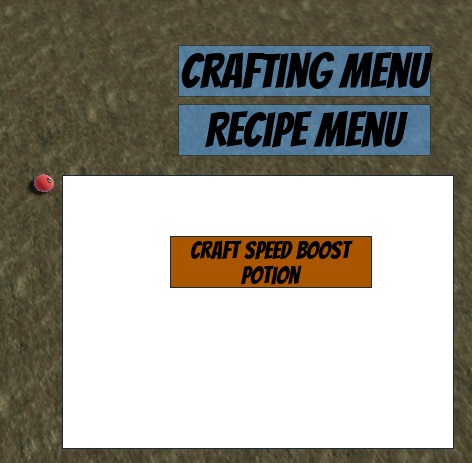 CRAFTING MENU
RECIPE MENU
CRAFT SPEED BOOST
POTION